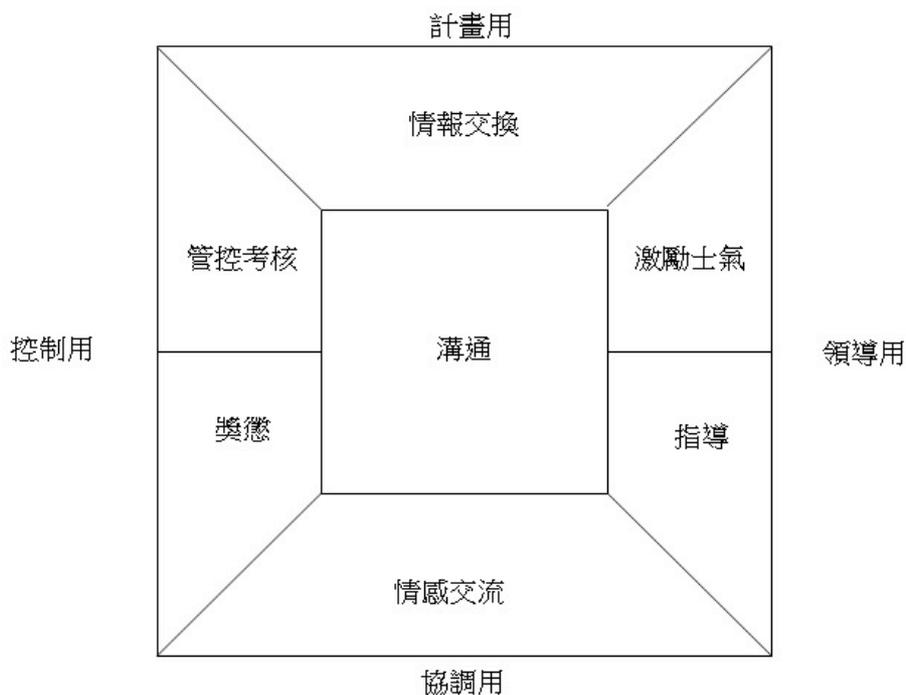 計畫用
情報交換
管控考核
激勵士氣
控制用
溝通
領導用
獎懲
指導
情感交流
協調用